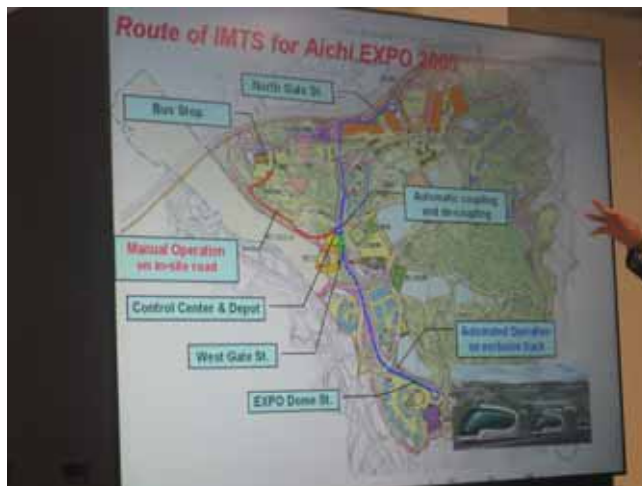 Route of IMTS for Aichi EXPO 2005
North Gate St.
Bus Stop
Automatic coupling
and de-coupling
Manual Operation
on in-site road
Control Center & Depot
West Gate St.
Automated Operation
on exclusive track
EXPO Dome St.